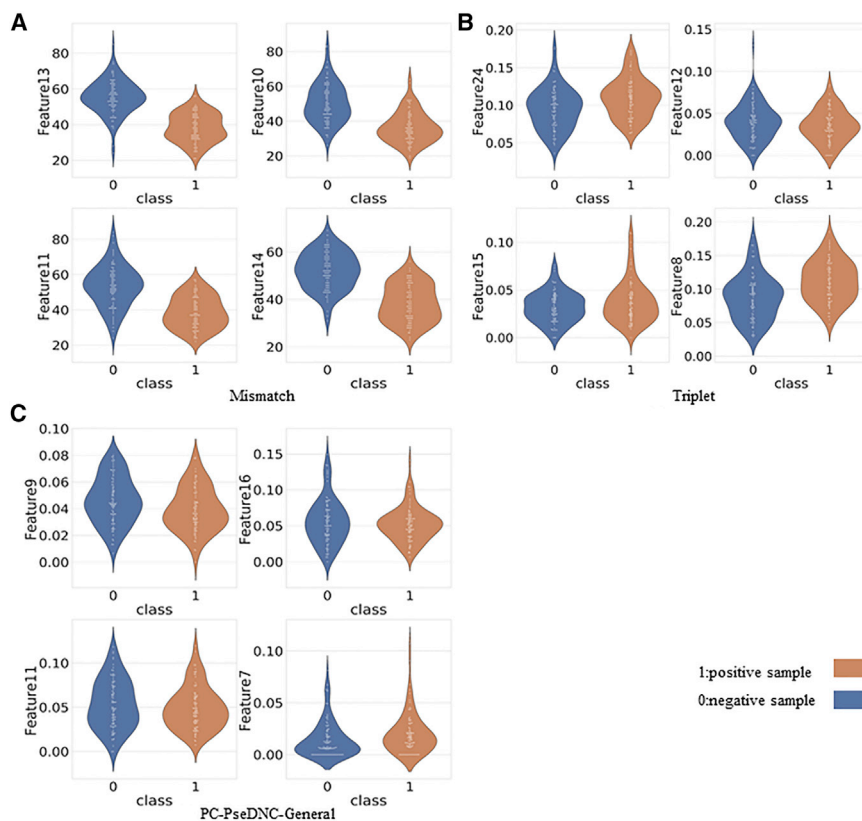 A
Feature13
80
60
40
20
0
1
class
Feature10
80
60
40
20
0
1
class
Feature11
80
60
40
20
0
1
class
Feature14
60
40
20
0
1
class
Mismatch
B
Feature24
0.20
0.15
0.10
0.05
0
1
class
Feature12
0.15
0.10
0.05
0.00
0
1
class
Feature15
0.10
0.05
0.00
0
1
class
Feature8
0.20
0.15
0.10
0.05
0.00
0
1
class
Triplet
C
Feature9
0.10
0.08
0.06
0.04
0.02
0.00
0
1
class
Feature16
0.15
0.10
0.05
0.00
0
1
class
Feature11
0.10
0.05
0.00
0
1
class
Feature7
0.10
0.05
0.00
0
1
class
PC-PseDNC-General
1:positive sample
0:negative sample